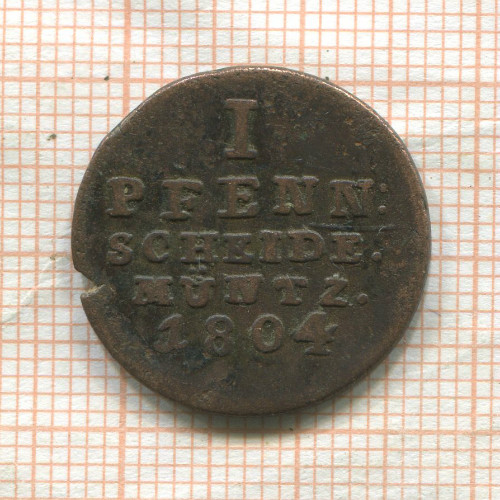 I
PFENN:
SCHEIDE:
MÜNTZ.
1804